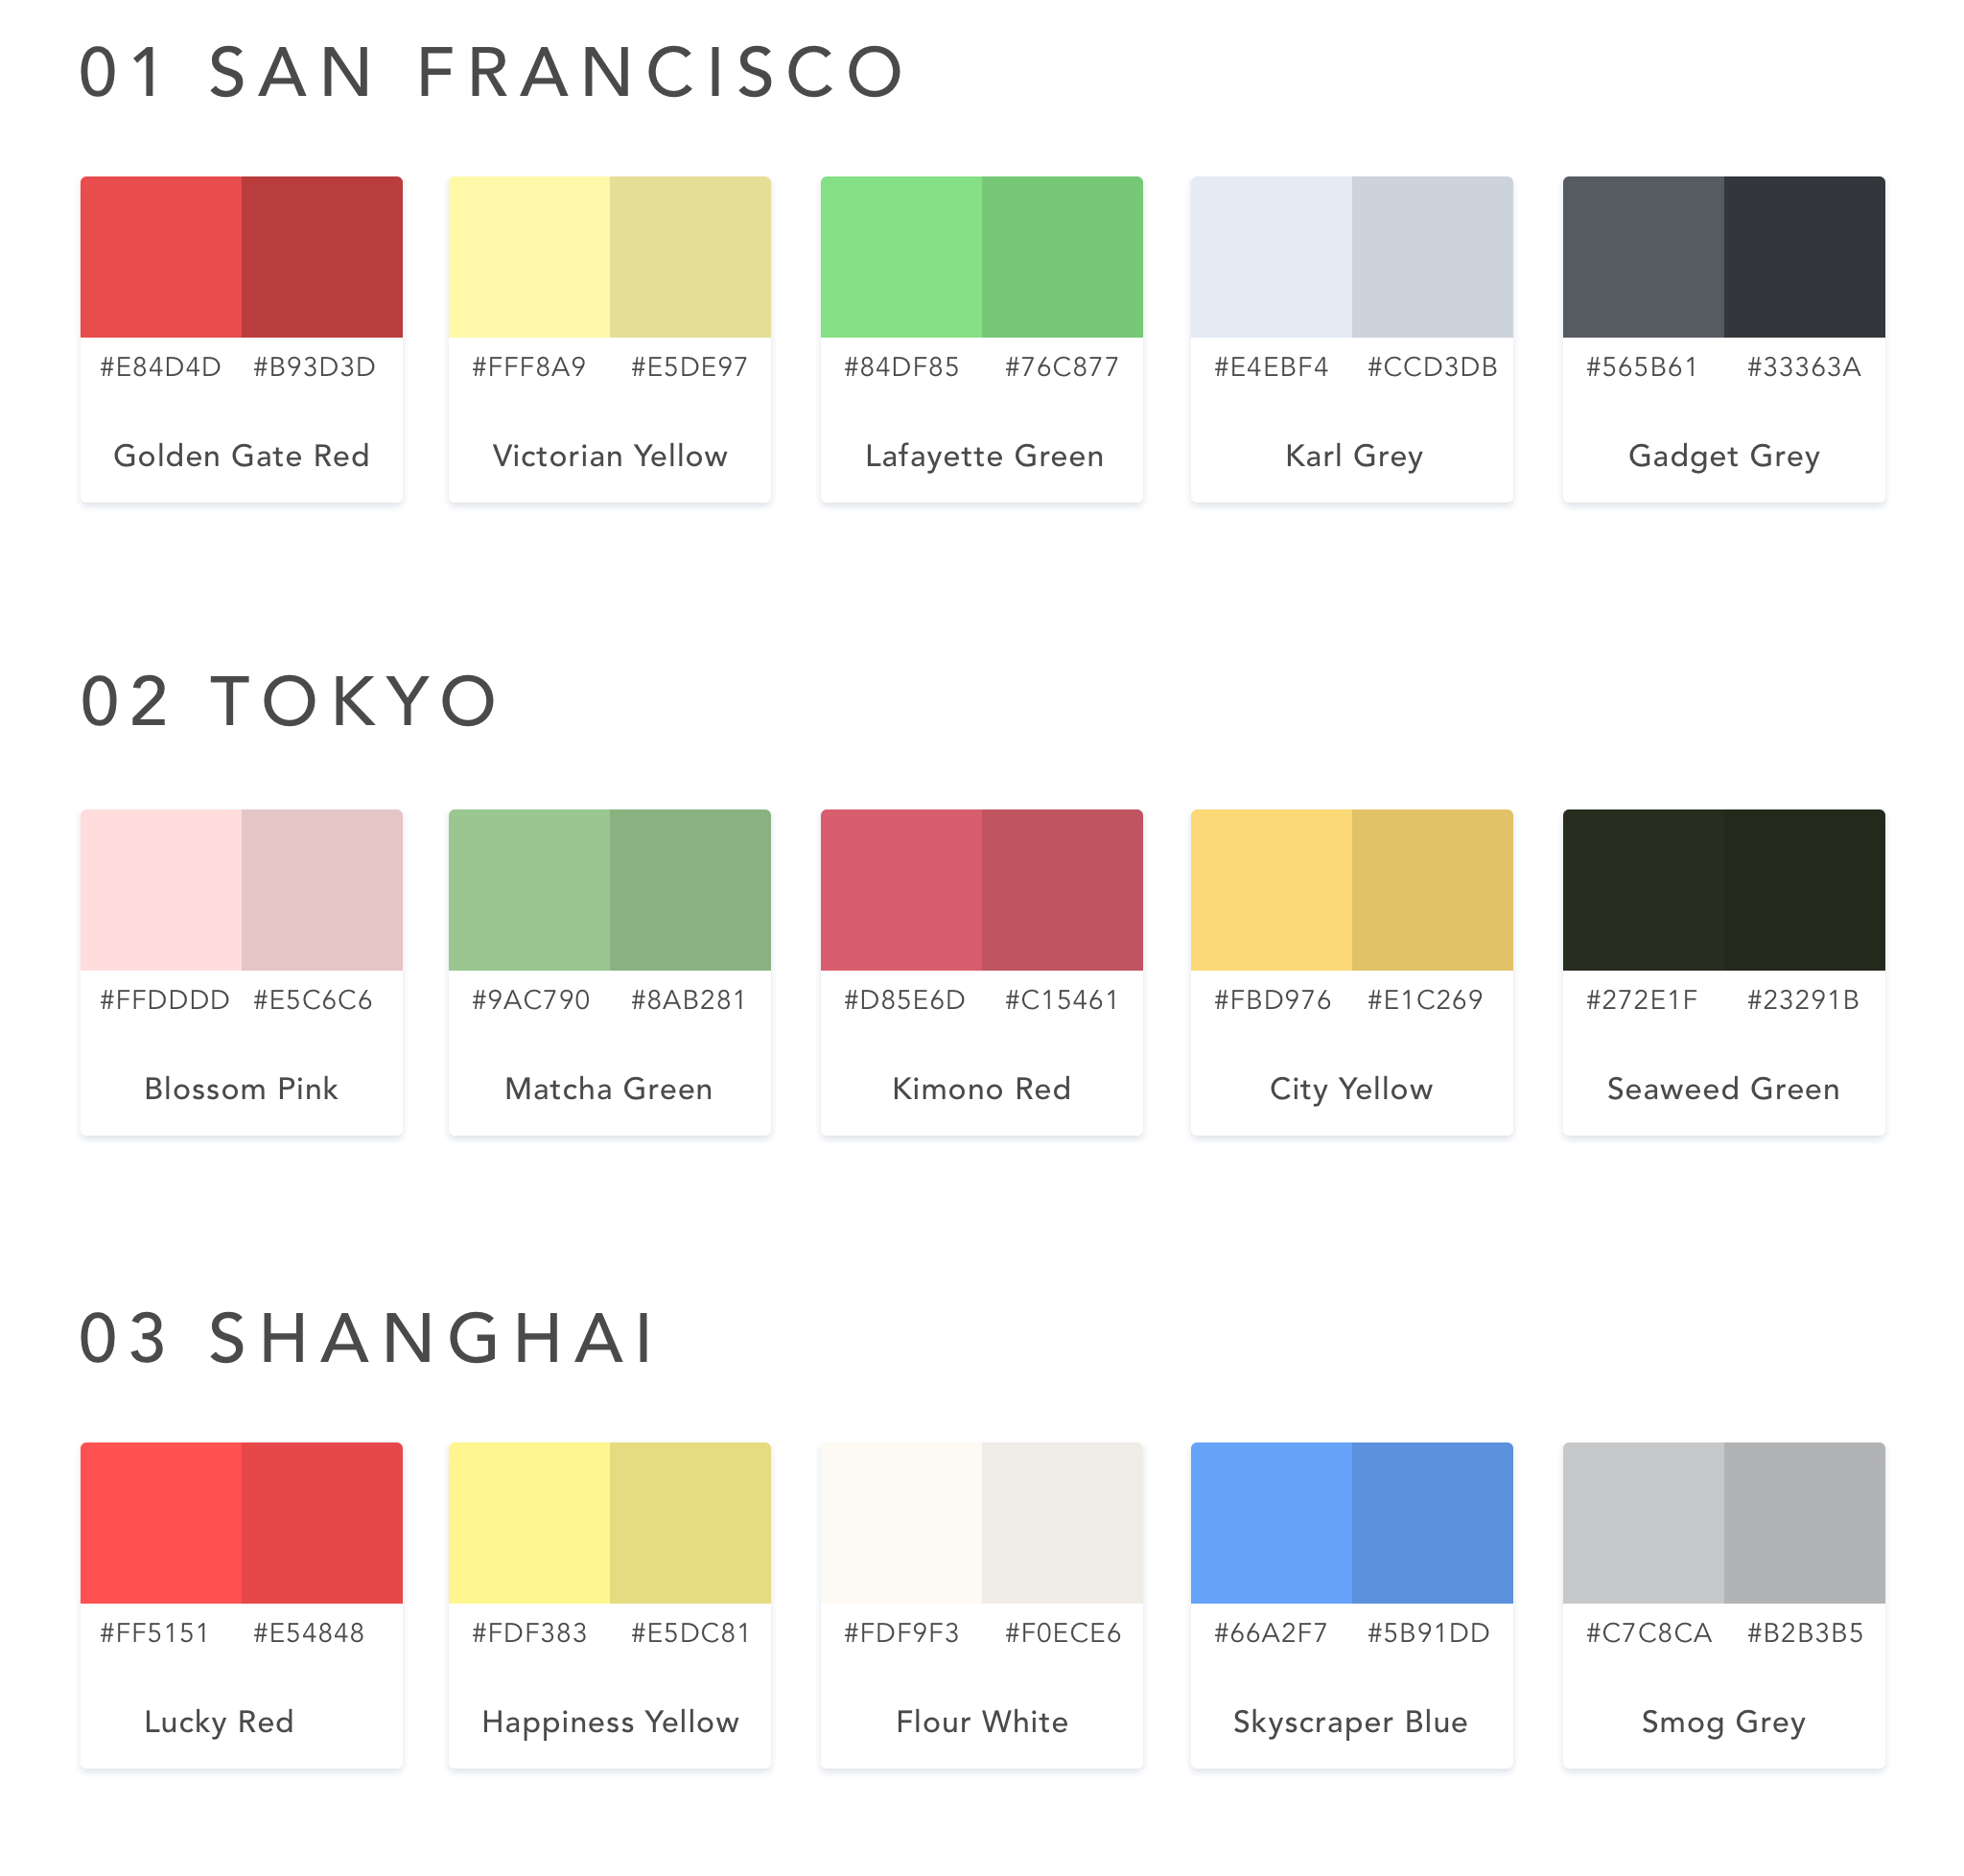 01 SAN FRANCISCO
#E84D4D #B93D3D #FFF8A9 #E5DE97 #84DF85 #76C877 #E4EBF4 #CCD3DB #565B61 #33363A
Golden Gate Red Victorian Yellow Lafayette Green Karl Grey Gadget Grey
02 TOKYO
#FFDDDD #E5C6C6 #9AC790 #8AB281 #D85E6D #C15461 #FBD976 #E1C269 #272E1F #23291B
Blossom Pink Matcha Green Kimono Red City Yellow Seaweed Green
03 SHANGHAI
#FF5151 #E54848 #FDF383 #E5DC81 #FDF9F3 #F0ECE6 #66A2F7 #5B91DD #C7C8CA #B2B3B5
Lucky Red Happiness Yellow Flour White Skyscraper Blue Smog Grey